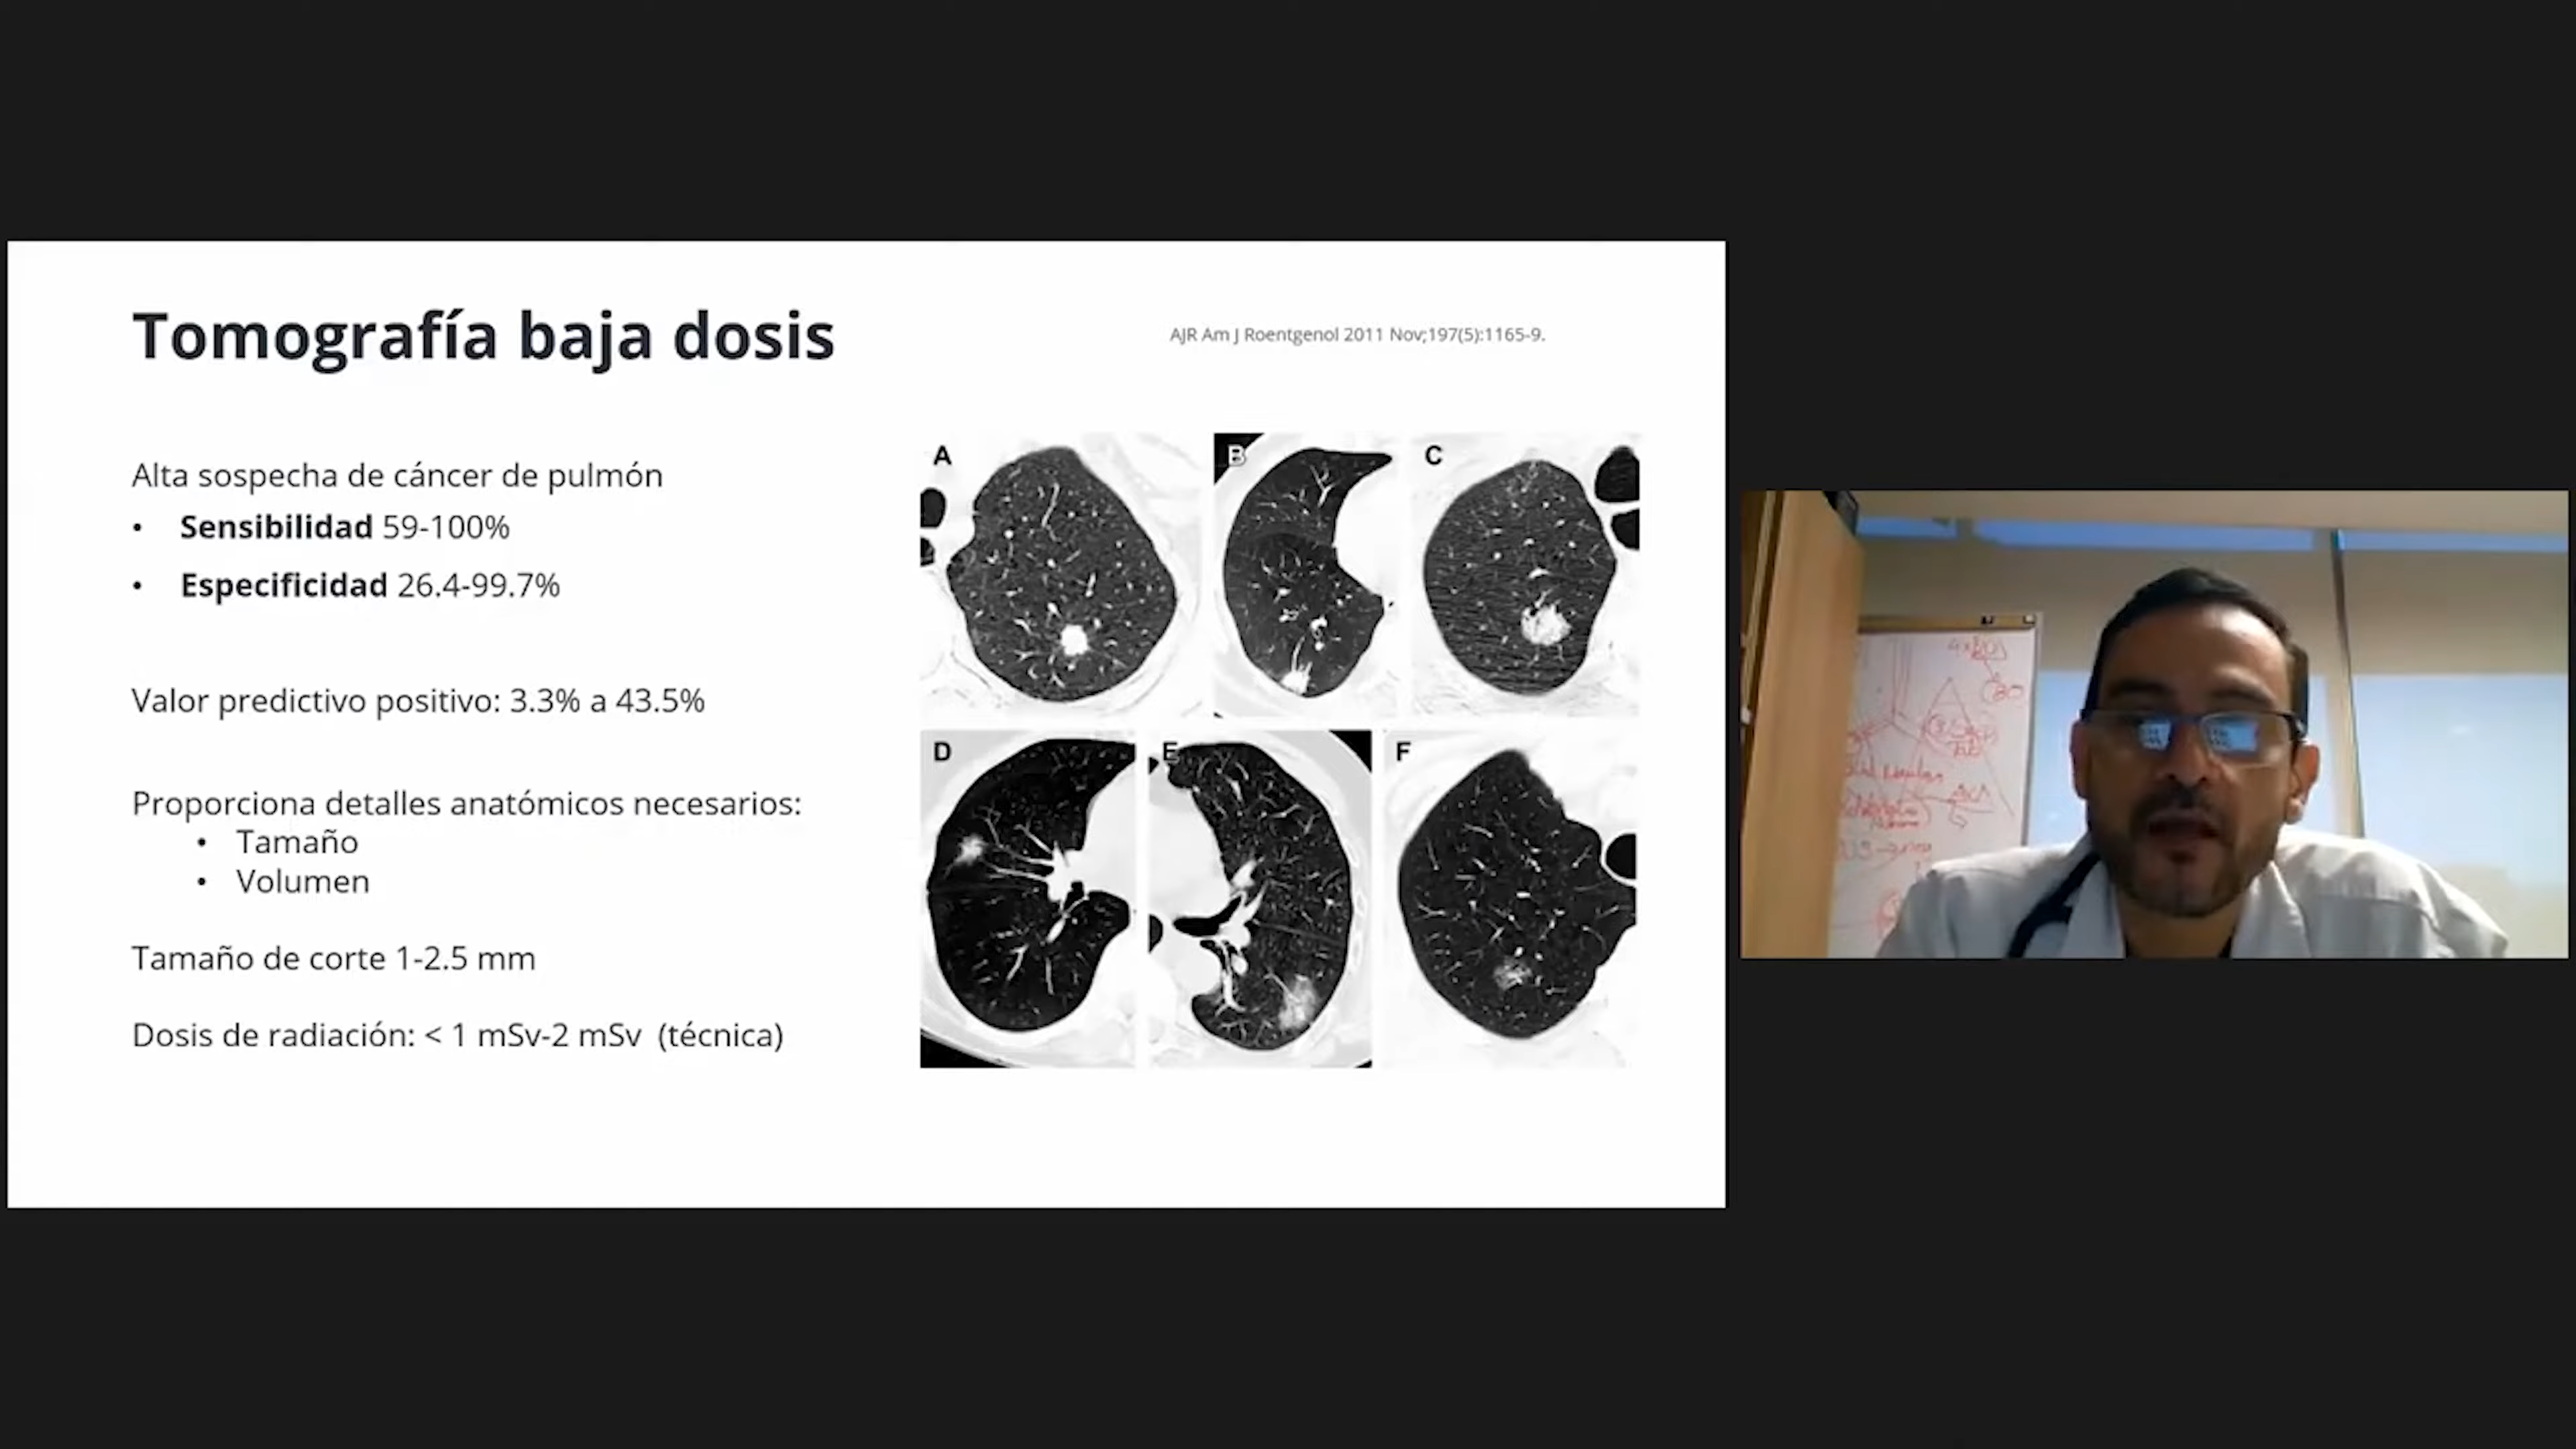 Tomografía baja dosis
AJR Am J Roentgenol 2011 Nov;197(5):1165-9.
Alta sospecha de cáncer de pulmón
• Sensibilidad 59-100%
• Especificidad 26.4-99.7%
Valor predictivo positivo: 3.3% a 43.5%
Proporciona detalles anatómicos necesarios:
• Tamaño
• Volumen
Tamaño de corte 1-2.5 mm
Dosis de radiación: < 1 mSv-2 mSv (técnica)
A
B
C
D
E
F